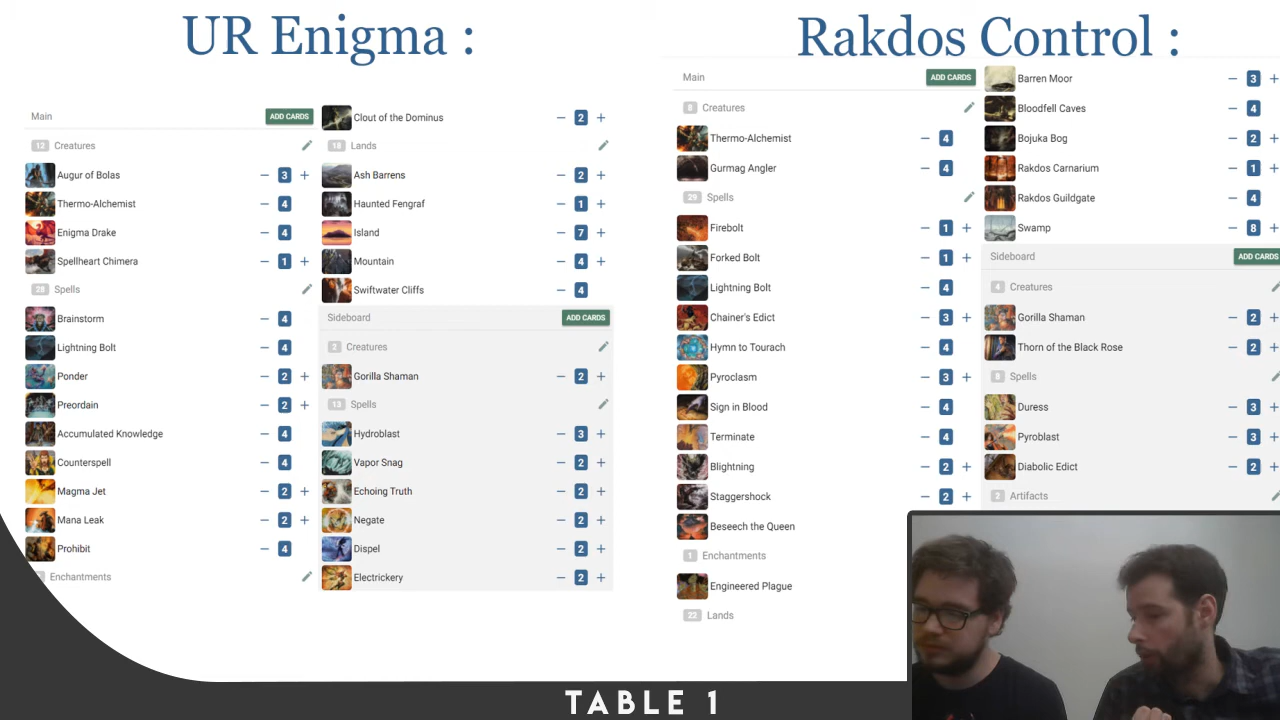 UR Enigma :
Main
ADD CARDS
12 Creatures
Augur of Bolas − 3 +
Thermo-Alchemist − 4
Enigma Drake − 4
Spellheart Chimera − 1 +
28 Spells
Brainstorm − 4
Lightning Bolt − 4
Ponder − 2 +
Preordain − 2 +
Accumulated Knowledge − 4
Counterspell − 4
Magma Jet − 2 +
Mana Leak − 2 +
Prohibit − 4
Enchantments
Clout of the Dominus − 2 +
18 Lands
Ash Barrens − 2 +
Haunted Fengraf − 1 +
Island − 7 +
Mountain − 4 +
Swiftwater Cliffs − 4
Sideboard
ADD CARDS
2 Creatures
Gorilla Shaman − 2 +
13 Spells
Hydroblast − 3 +
Vapor Snag − 2 +
Echoing Truth − 2 +
Negate − 2 +
Dispel − 2 +
Electrickery − 2 +
Rakdos Control :
Main
ADD CARDS
8 Creatures
Thermo-Alchemist − 4
Gurmag Angler − 4
29 Spells
Firebolt − 1 +
Forked Bolt − 1 +
Lightning Bolt − 4
Chainer's Edict − 3 +
Hymn to Tourach − 4
Pyroclasm − 3 +
Sign in Blood − 4
Terminate − 4
Blightning − 2 +
Staggershock − 2 +
Beseech the Queen
1 Enchantments
Engineered Plague
22 Lands
Barren Moor − 3 +
Bloodfell Caves − 4
Bojuka Bog − 2 +
Rakdos Carnarium − 1 +
Rakdos Guildgate − 4
Swamp − 8 +
Sideboard
ADD CARDS
4 Creatures
Gorilla Shaman − 2 +
Thorn of the Black Rose − 2 +
8 Spells
Duress − 3 +
Pyroblast − 3 +
Diabolic Edict − 2 +
2 Artifacts
TABLE 1